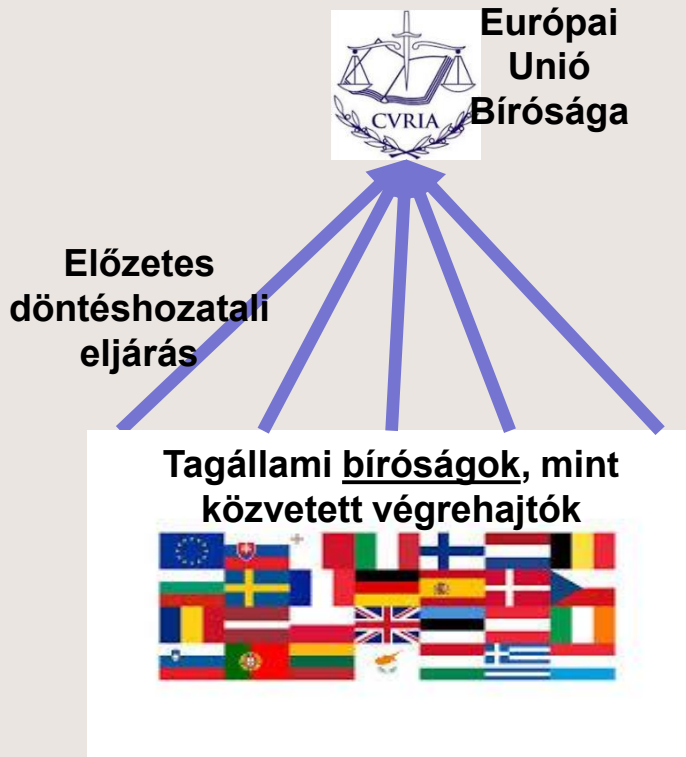 Európai
Unió
Bírósága
CVRIA
Előzetes
döntéshozatali
eljárás
Tagállami bíróságok, mint
közvetett végrehajtók